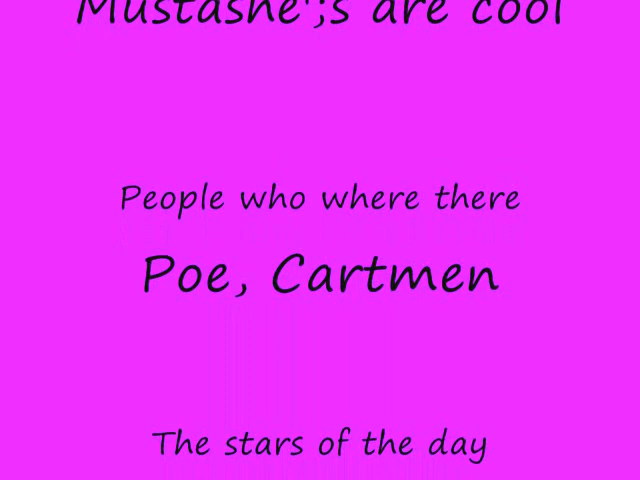 Mustashe';s are cool
People who where there
Poe, Cartmen
The stars of the day